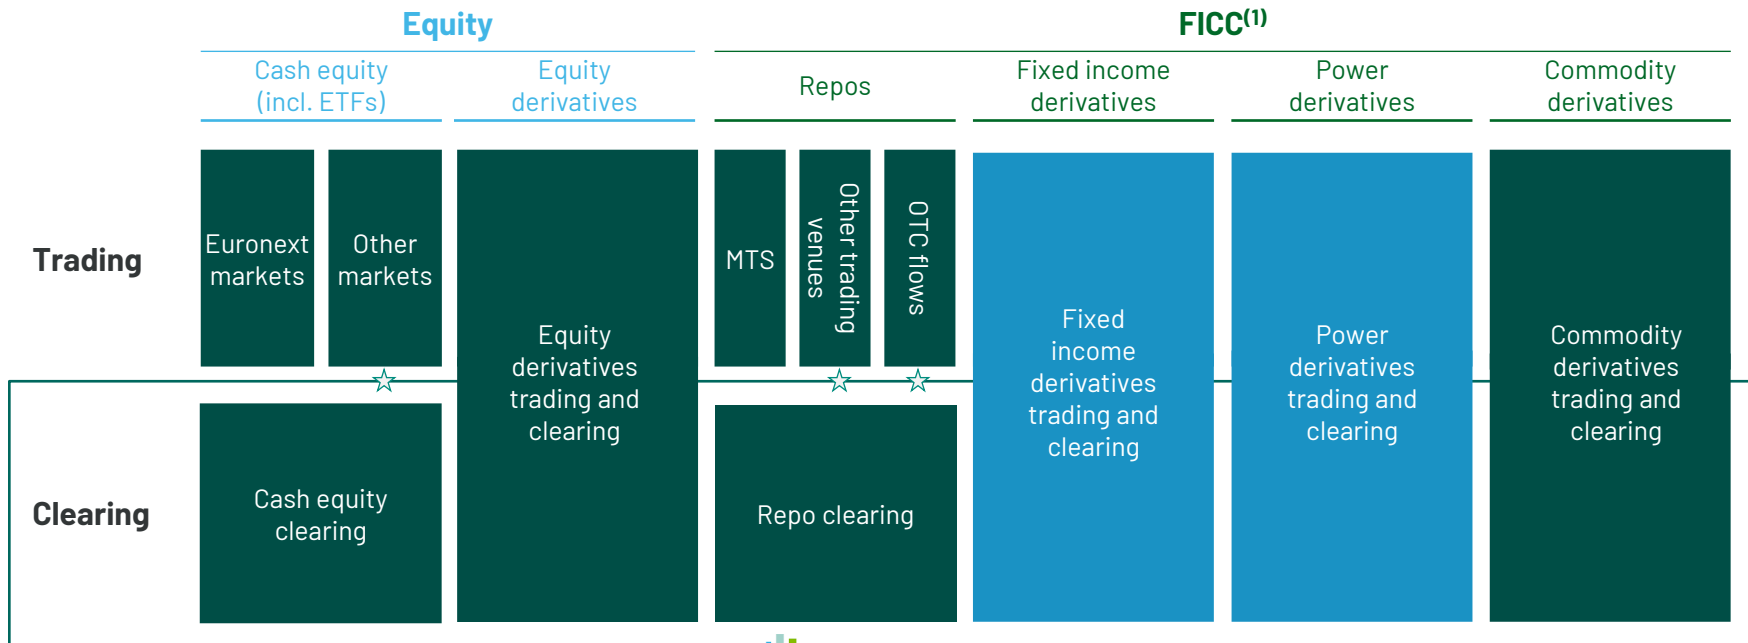 Equity
FICC(1)
Cash equity
(incl. ETFs)
Equity
derivatives
Repos
Fixed income
derivatives
Power
derivatives
Commodity
derivatives
Trading
Euronext
markets
Other
markets
MTS
Other trading
venues
OTC flows
Equity
derivatives
trading and
clearing
Fixed
income
derivatives
trading and
clearing
Power
derivatives
trading and
clearing
Commodity
derivatives
trading and
clearing
Clearing
Cash equity
clearing
Repo clearing